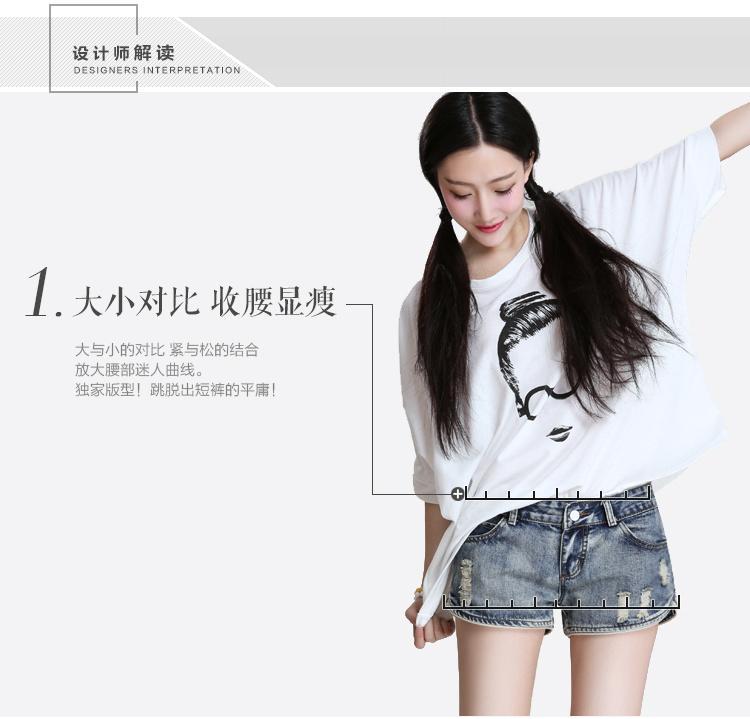 设计师解读
DESIGNERS INTERPRETATION
1. 大小对比 收腰显瘦
大与小的对比 紧与松的结合
放大腰部迷人曲线。
独家版型！跳脱出短裤的平庸！